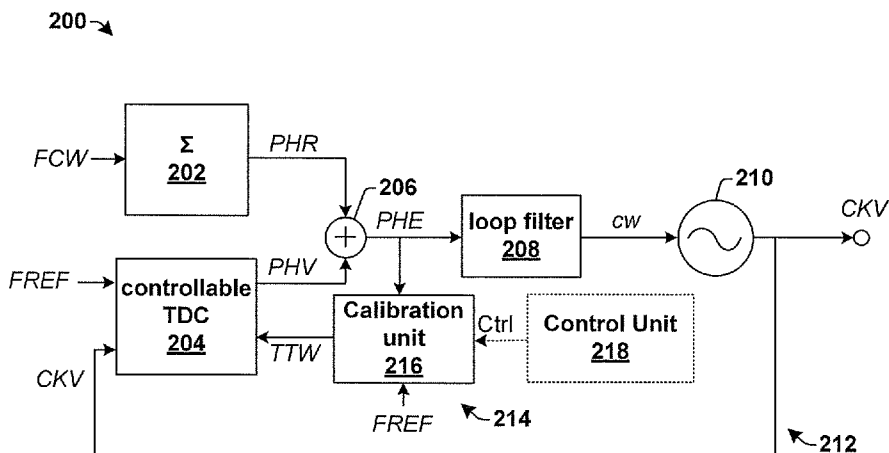 200
Σ
202
FCW
PHR
206
PHE
loop filter
208
cw
210
CKV
FREF
controllable
TDC
204
PHV
TTW
CKV
Calibration
unit
216
Ctrl
Control Unit
218
FREF
214
212